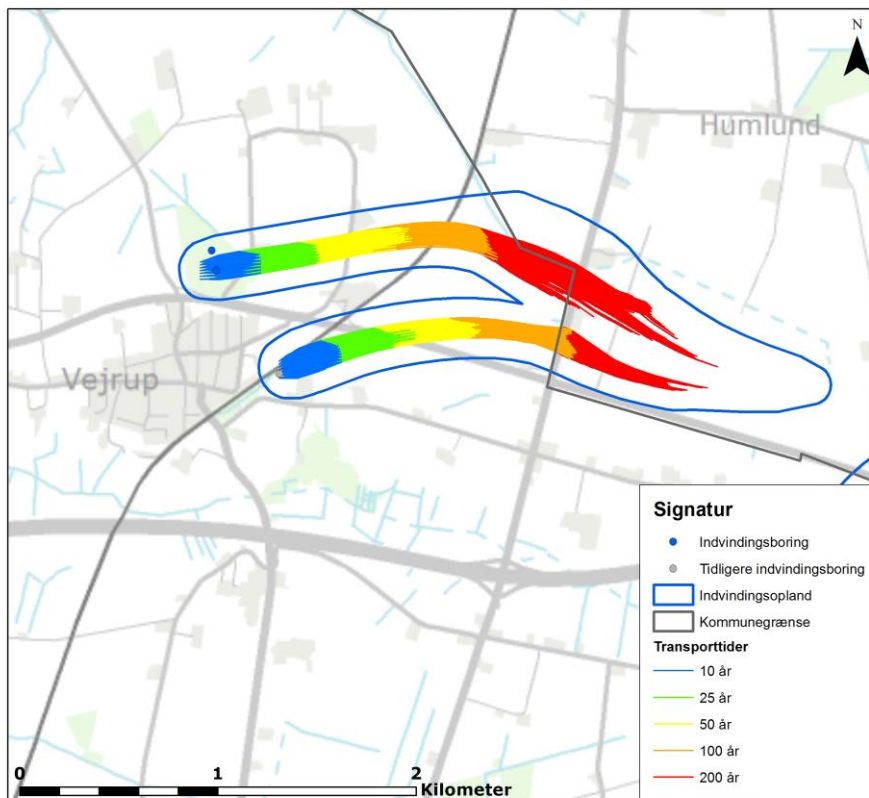 N
Humlund
Vejrup
Signatur
Indvindingsboring
Tidligere indvindingsboring
Indvindingsopland
Kommunegrænse
Transporttider
10 år
25 år
50 år
100 år
200 år
0 1 2
Kilometer